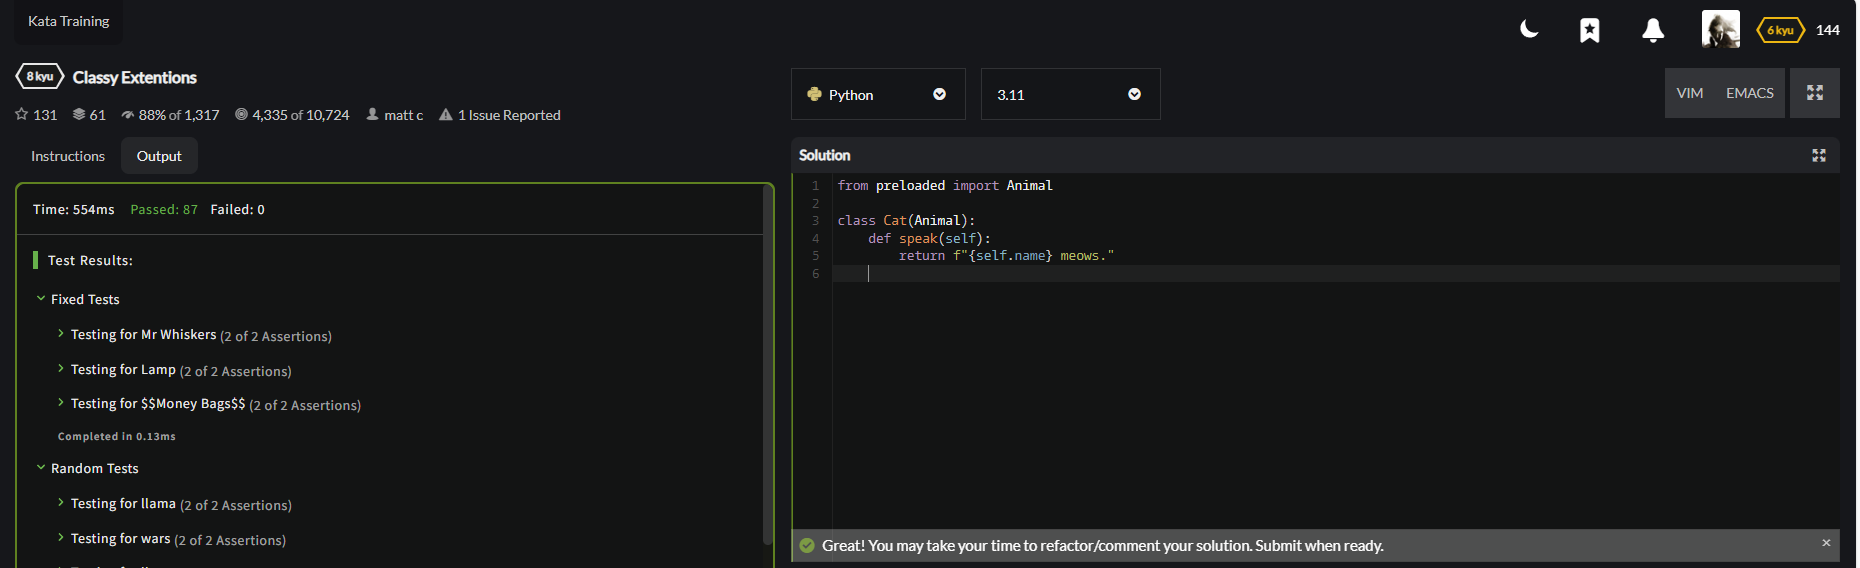 Kata Training
6 kyu 144
8 kyu Classy Extentions
131 61 88% of 1,317 4,335 of 10,724 matt c 1 Issue Reported
Python 3.11 VIM EMACS
Instructions Output
Time: 554ms Passed: 87 Failed: 0
Test Results:
Fixed Tests
Testing for Mr Whiskers (2 of 2 Assertions)
Testing for Lamp (2 of 2 Assertions)
Testing for $$Money Bags$$ (2 of 2 Assertions)
Completed in 0.13ms
Random Tests
Testing for llama (2 of 2 Assertions)
Testing for wars (2 of 2 Assertions)
Solution
1 from preloaded import Animal
2
3 class Cat(Animal):
4 def speak(self):
5 return f"{self.name} meows."
6
Great! You may take your time to refactor/comment your solution. Submit when ready.